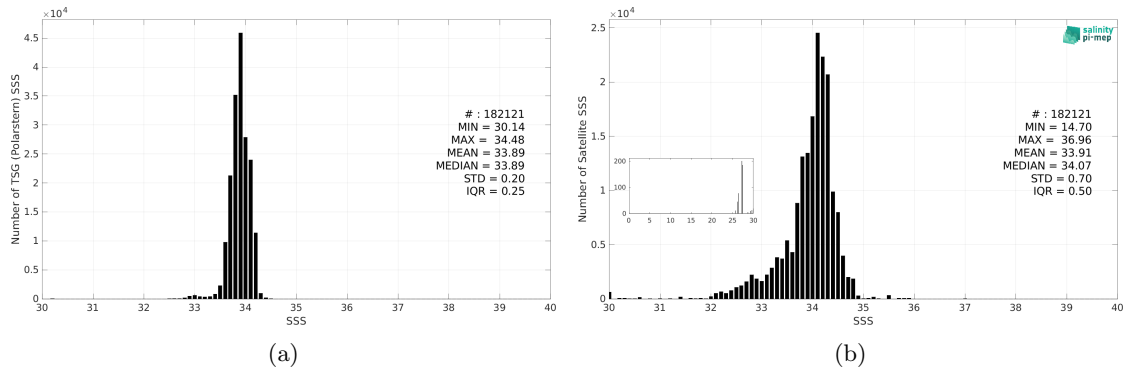 ×10⁴
5
4.5
4
3.5
3
2.5
2
1.5
1
0.5
0
Number of TSG (Polarstern) SSS
# : 182121
MIN = 30.14
MAX = 34.48
MEAN = 33.89
MEDIAN = 33.89
STD = 0.20
IQR = 0.25
30 31 32 33 34 35 36 37 38 39 40
SSS
(a)
×10⁴
2.5
2
1.5
1
0.5
0
Number of Satellite SSS
salinity
pi-mep
# : 182121
MIN = 14.70
MAX = 36.96
MEAN = 33.91
MEDIAN = 34.07
STD = 0.70
IQR = 0.50
200
100
0
0 5 10 15 20 25 30
30 31 32 33 34 35 36 37 38 39 40
SSS
(b)